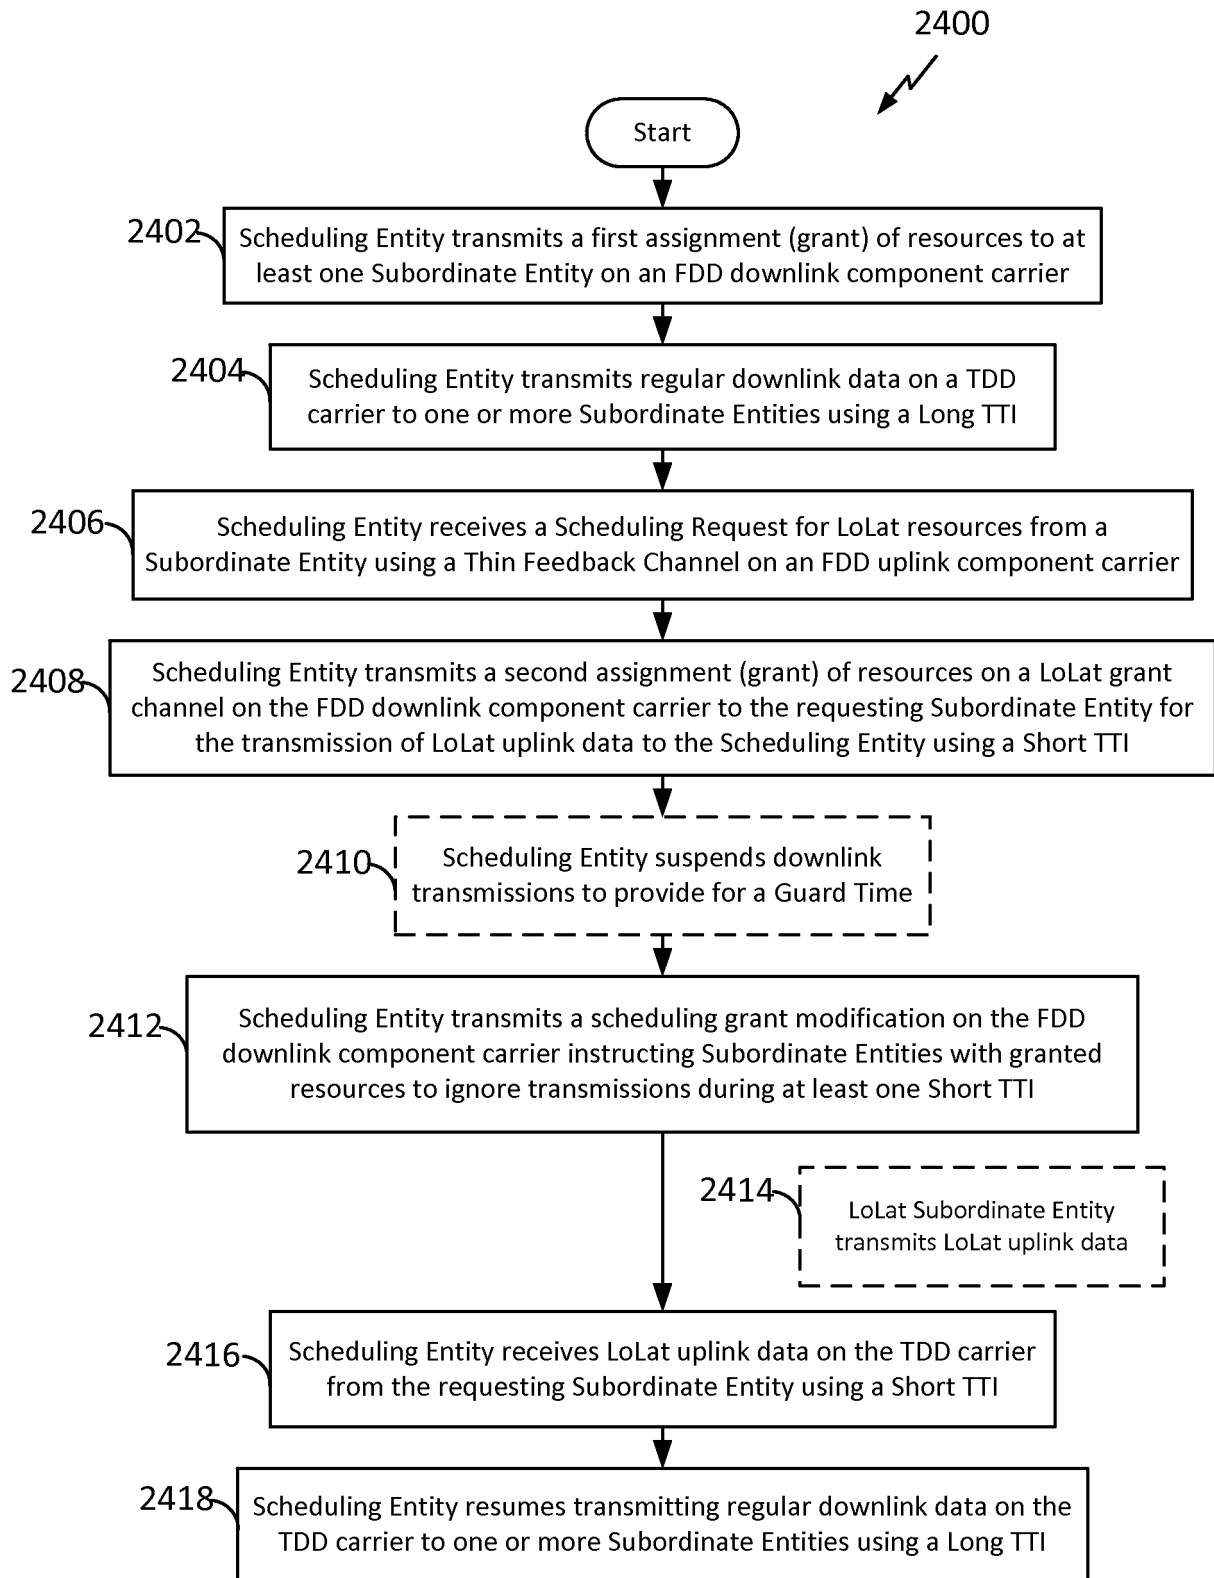 2400
Start
2402
Scheduling Entity transmits a first assignment (grant) of resources to at
least one Subordinate Entity on an FDD downlink component carrier
2404
Scheduling Entity transmits regular downlink data on a TDD
carrier to one or more Subordinate Entities using a Long TTI
2406
Scheduling Entity receives a Scheduling Request for LoLat resources from a
Subordinate Entity using a Thin Feedback Channel on an FDD uplink component carrier
2408
Scheduling Entity transmits a second assignment (grant) of resources on a LoLat grant
channel on the FDD downlink component carrier to the requesting Subordinate Entity for
the transmission of LoLat uplink data to the Scheduling Entity using a Short TTI
2410
Scheduling Entity suspends downlink
transmissions to provide for a Guard Time
2412
Scheduling Entity transmits a scheduling grant modification on the FDD
downlink component carrier instructing Subordinate Entities with granted
resources to ignore transmissions during at least one Short TTI
2414
LoLat Subordinate Entity
transmits LoLat uplink data
2416
Scheduling Entity receives LoLat uplink data on the TDD carrier
from the requesting Subordinate Entity using a Short TTI
2418
Scheduling Entity resumes transmitting regular downlink data on the
TDD carrier to one or more Subordinate Entities using a Long TTI